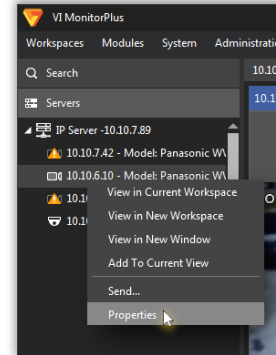 VI MonitorPlus
Workspaces Modules System
Search
10.1
Servers
IP Server -10.10.7.89
10.10.7.42 - Model: Panasonic
10.10.6.10 - Model: Panasonic
View in Current Workspace
View in New Workspace
View in New Window
Add To Current View
Send...
Properties